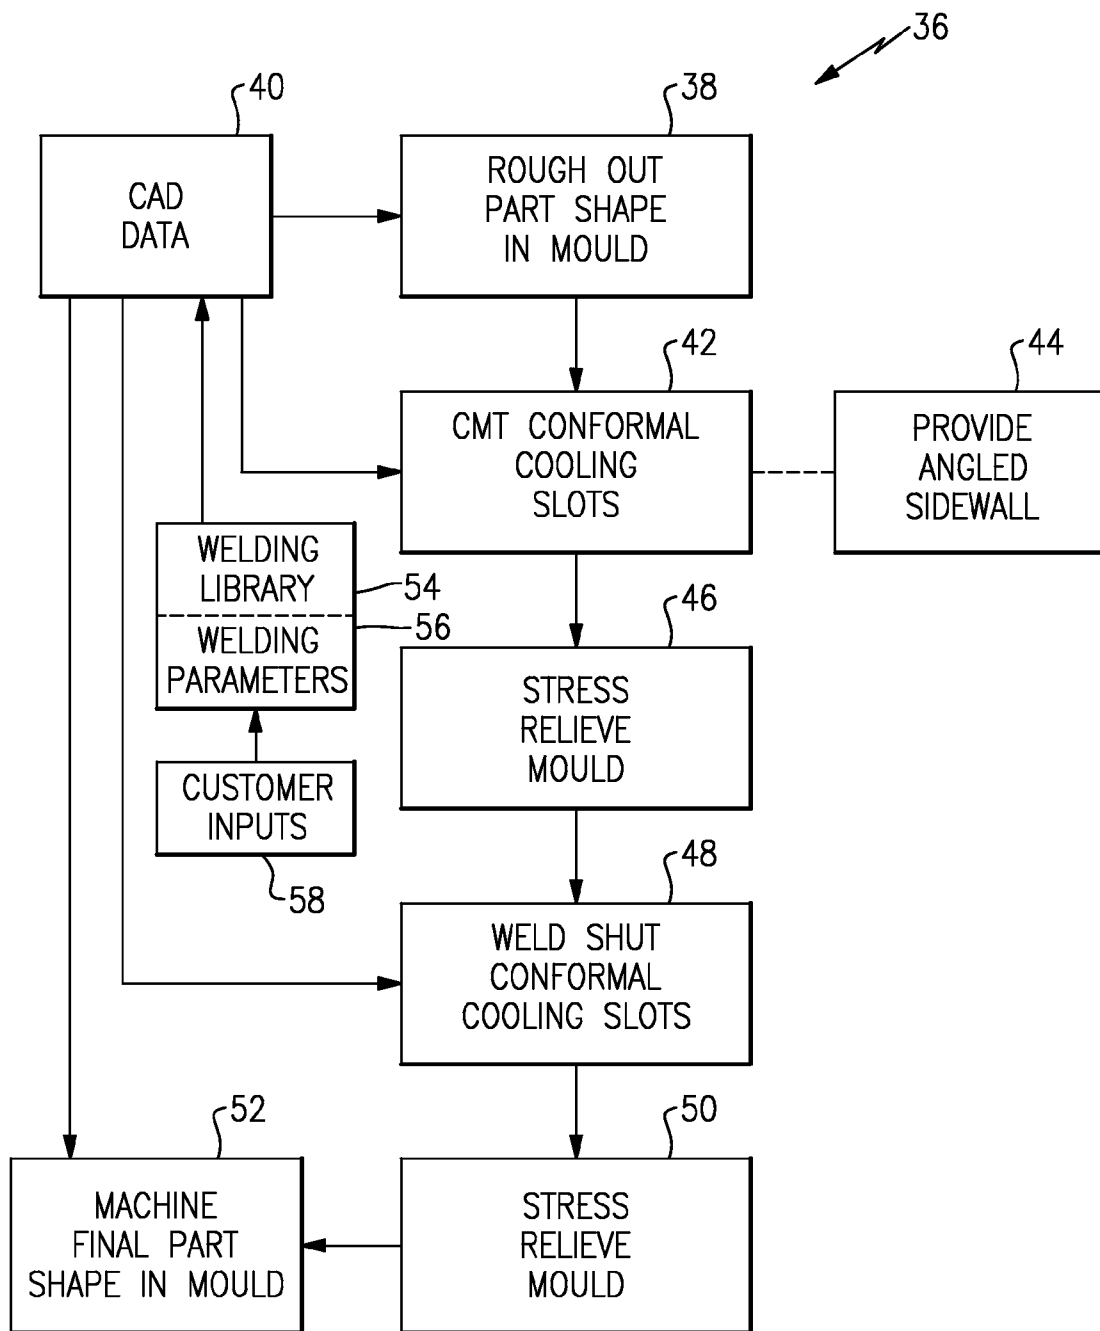 36
40
38
CAD
DATA
ROUGH OUT
PART SHAPE
IN MOULD
42
44
CMT CONFORMAL
COOLING
SLOTS
PROVIDE
ANGLED
SIDEWALL
WELDING
LIBRARY
54
56
WELDING
PARAMETERS
46
STRESS
RELIEVE
MOULD
CUSTOMER
INPUTS
58
48
WELD SHUT
CONFORMAL
COOLING SLOTS
52
50
MACHINE
FINAL PART
SHAPE IN MOULD
STRESS
RELIEVE
MOULD